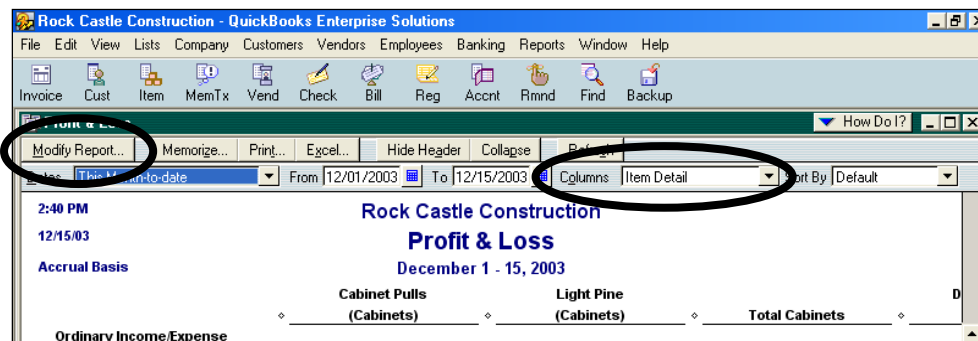 Rock Castle Construction - QuickBooks Enterprise Solutions
File Edit View Lists Company Customers Vendors Employees Banking Reports Window Help
Invoice Cust Item MemTx Vend Check Bill Reg Accnt Rmnd Find Backup
How Do I?
Modify Report... Memorize... Print... Excel... Hide Header Collapse Refresh
This Month-to-date From 12/01/2003 To 12/15/2003 Columns Item Detail Sort By Default
2:40 PM Rock Castle Construction
12/15/03 Profit & Loss
Accrual Basis December 1 - 15, 2003
Cabinet Pulls Light Pine D
(Cabinets) (Cabinets) Total Cabinets
Ordinary Income/Expense